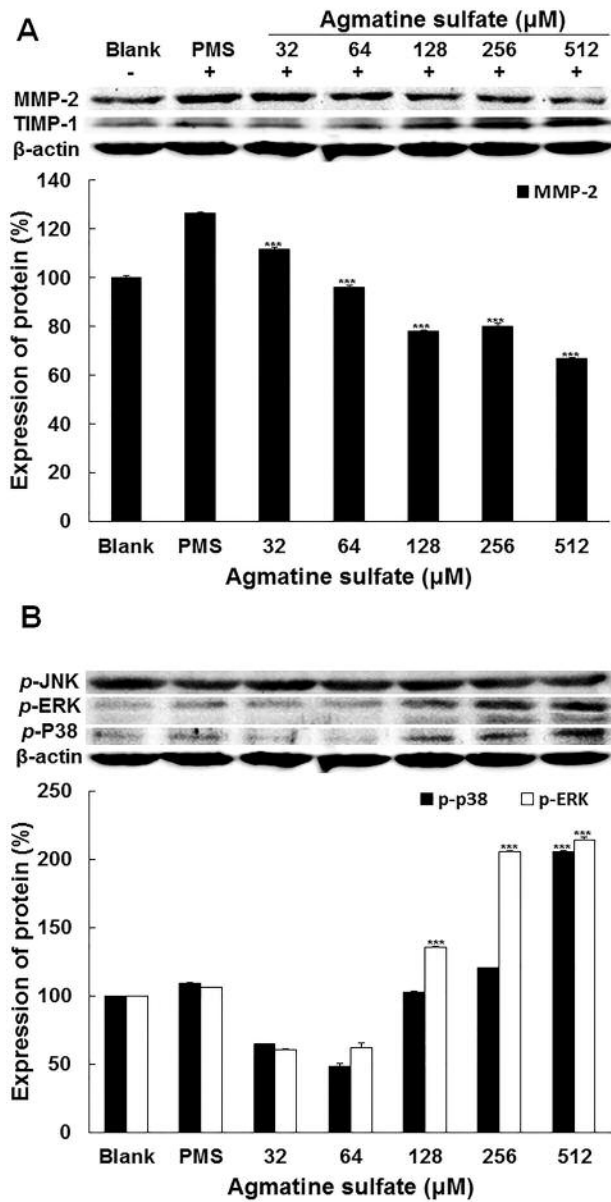 A
Agmatine sulfate (µM)
Blank PMS 32 64 128 256 512
- + + + + + +
MMP-2
TIMP-1
β-actin
140
120
100
80
60
40
20
0
Expression of protein (%)
MMP-2
*** *** *** *** ***
Blank PMS 32 64 128 256 512
Agmatine sulfate (µM)
B
p-JNK
p-ERK
p-P38
β-actin
250
200
150
100
50
0
Expression of protein (%)
p-p38 p-ERK
*** *** *** ***
Blank PMS 32 64 128 256 512
Agmatine sulfate (µM)